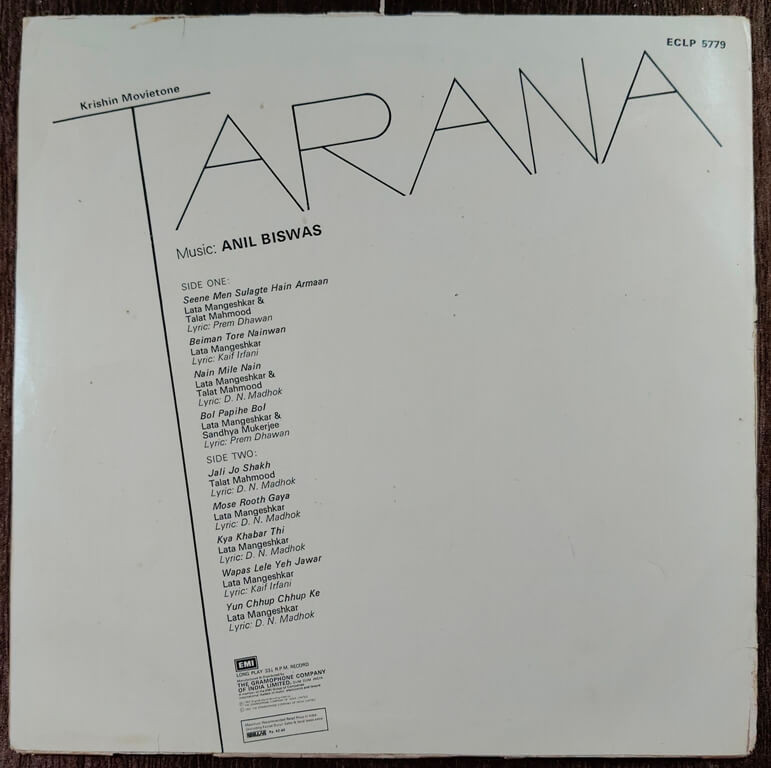 ECLP 5779
Krishin Movietone
TARANA
Music: ANIL BISWAS
SIDE ONE:
Seene Men Sulagte Hain Armaan
Lata Mangeshkar &
Talat Mahmood
Lyric: Prem Dhawan
Beiman Tore Nainwan
Lata Mangeshkar
Lyric: Kaif Irfani
Nain Mile Nain
Lata Mangeshkar &
Talat Mahmood
Lyric: D. N. Madhok
Bol Papihe Bol
Lata Mangeshkar &
Sandhya Mukerjee
Lyric: Prem Dhawan
SIDE TWO:
Jali Jo Shakh
Talat Mahmood
Lyric: D. N. Madhok
Mose Rooth Gaya
Lata Mangeshkar
Lyric: D. N. Madhok
Kya Khabar Thi
Lata Mangeshkar
Lyric: D. N. Madhok
Wapas Lele Yeh Jawar
Lata Mangeshkar
Lyric: Kaif Irfani
Yun Chhup Chhup Ke
Lata Mangeshkar
Lyric: D. N. Madhok
EMI
LONG PLAY 33⅓ R.P.M. RECORD
Manufactured & Distributed by
THE GRAMOPHONE COMPANY
OF INDIA LIMITED,